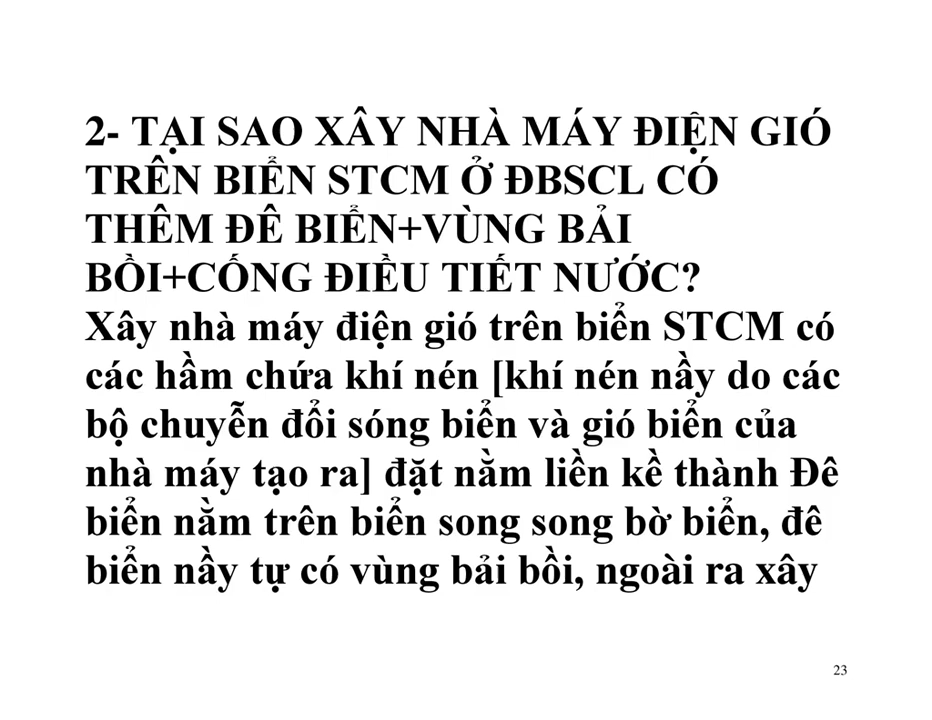 2- TẠI SAO XÂY NHÀ MÁY ĐIỆN GIÓ
TRÊN BIỂN STCM Ở ĐBSCL CÓ
THÊM ĐÊ BIỂN+VÙNG BẢI
BỒI+CỐNG ĐIỀU TIẾT NƯỚC?
Xây nhà máy điện gió trên biển STCM có
các hầm chứa khí nén [khí nén nầy do các
bộ chuyễn đổi sóng biển và gió biển của
nhà máy tạo ra] đặt nằm liền kề thành Đê
biển nằm trên biển song song bờ biển, đê
biển nầy tự có vùng bải bồi, ngoài ra xây
23